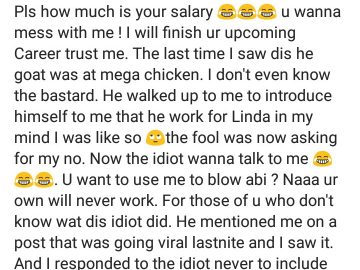 Pls how much is your salary 😂😂😂 u wanna
mess with me ! I will finish ur upcoming
Career trust me. The last time I saw dis he
goat was at mega chicken. I don't even know
the bastard. He walked up to me to introduce
himself to me that he work for Linda in my
mind I was like so 🙄the fool was now asking
for my no. Now the idiot wanna talk to me 😂
😂😂. U want to use me to blow abi ? Naaa ur
own will never work. For those of u who don't
know wat dis idiot did. He mentioned me on a
post that was going viral lastnite and I saw it.
And I responded to the idiot never to include